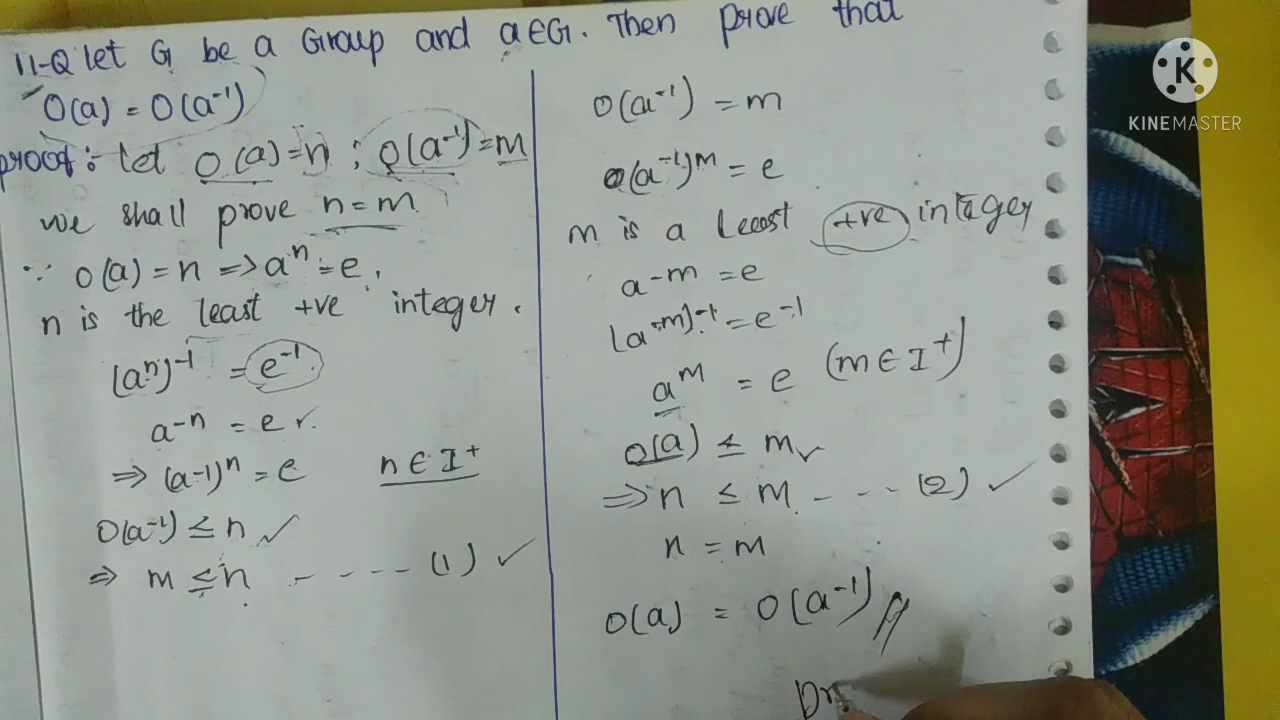 11-Q let G be a Group and a∈G. Then prove that
O(a) = O(a⁻¹)
proof:- let O(a)=n ; O(a⁻¹)=m
we shall prove n=m.
∵ O(a)=n ⇒ aⁿ=e,
n is the least +ve integer.
(aⁿ)⁻¹ = e⁻¹
a⁻ⁿ = e ✓.
⇒ (a⁻¹)ⁿ = e n∈I⁺
O(a⁻¹) ≤ n ✓
⇒ m ≤ n - - - - - (1) ✓
O(a⁻¹) = m
(a⁻¹)ᵐ = e
m is a Least +ve integer
a⁻ᵐ = e
(a⁻ᵐ)⁻¹ = e⁻¹
aᵐ = e (m∈I⁺)
O(a) ≤ m ✓
⇒ n ≤ m - - - (2) ✓
n = m
O(a) = O(a⁻¹) //
K
KINEMASTER